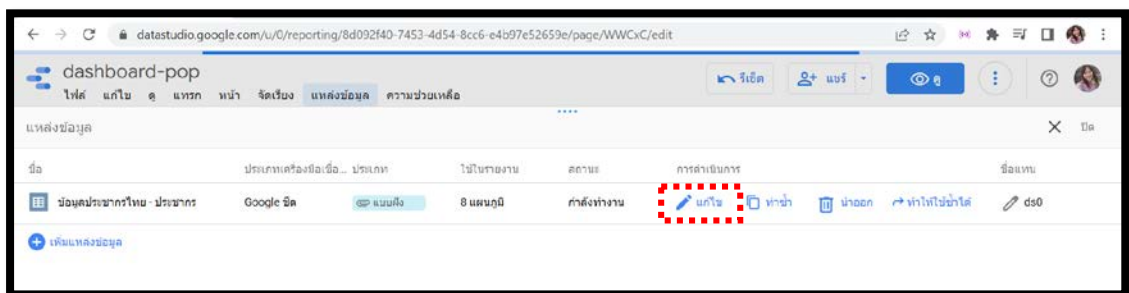 datastudio.google.com/u/0/reporting/8d092f40-7453-4d54-8cc6-e4b97e52659e/page/WWCxC/edit
dashboard-pop
ไฟล์ แก้ไข ดู แทรก หน้า จัดเรียง แหล่งข้อมูล ความช่วยเหลือ
รีเซ็ต แชร์ ดู
แหล่งข้อมูล ปิด
ชื่อ ประเภทเครื่องมือเชื่อ... ประเภท ใช้ในรายงาน สถานะ การดำเนินการ ชื่อแทน
ข้อมูลประชากรไทย - ประชากร Google ชีต แบบฝัง 8 แผนภูมิ กำลังทำงาน แก้ไข ทำซ้ำ นำออก ทำให้ใช้ซ้ำได้ ds0
เพิ่มแหล่งข้อมูล